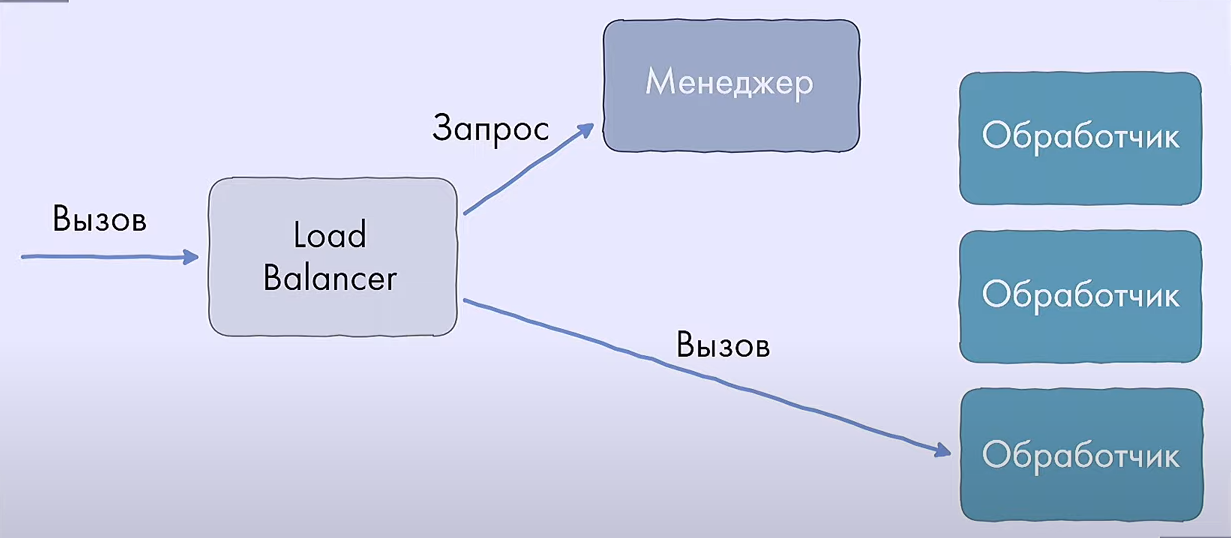 Менеджер
Обработчик
Запрос
Вызов
Load
Balancer
Обработчик
Вызов
Обработчик